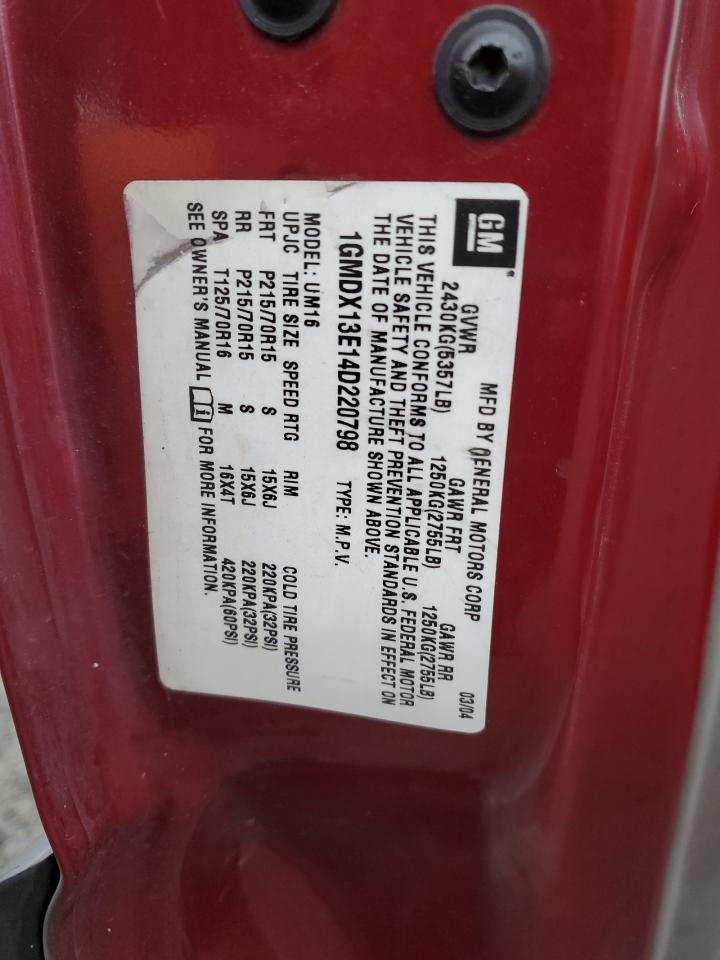 GM
MFD BY GENERAL MOTORS CORP 03/04
GVWR GAWR FRT GAWR RR
2430KG(5357LB) 1250KG(2755LB) 1250KG(2755LB)
THIS VEHICLE CONFORMS TO ALL APPLICABLE U.S. FEDERAL MOTOR
VEHICLE SAFETY AND THEFT PREVENTION STANDARDS IN EFFECT ON
THE DATE OF MANUFACTURE SHOWN ABOVE.
1GMDX13E14D220798 TYPE: M.P.V.
MODEL: UM16
UPJC TIRE SIZE SPEED RTG RIM COLD TIRE PRESSURE
FRT P215/70R15 S 15X6J 220KPA(32PSI)
RR P215/70R15 S 15X6J 220KPA(32PSI)
SPA T125/70R16 M 16X4T 420KPA(60PSI)
SEE OWNER'S MANUAL FOR MORE INFORMATION.